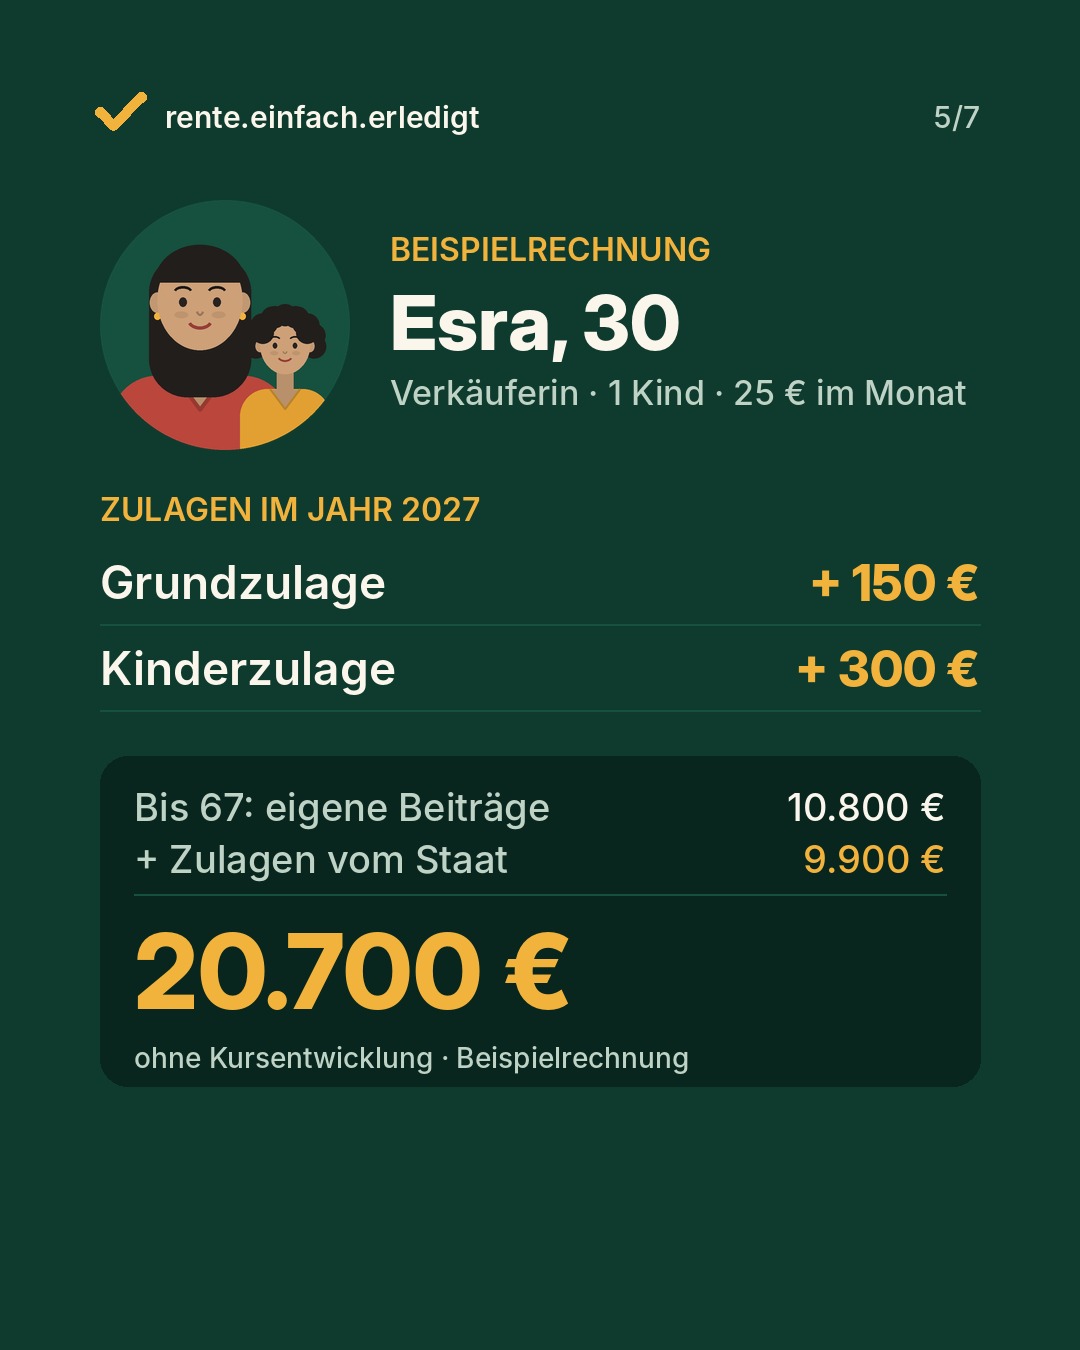 rente.einfach.erledigt
5/7
BEISPIELRECHNUNG
Esra, 30
Verkäuferin · 1 Kind · 25 € im Monat
ZULAGEN IM JAHR 2027
Grundzulage + 150 €
Kinderzulage + 300 €
Bis 67: eigene Beiträge 10.800 €
+ Zulagen vom Staat 9.900 €
20.700 €
ohne Kursentwicklung · Beispielrechnung